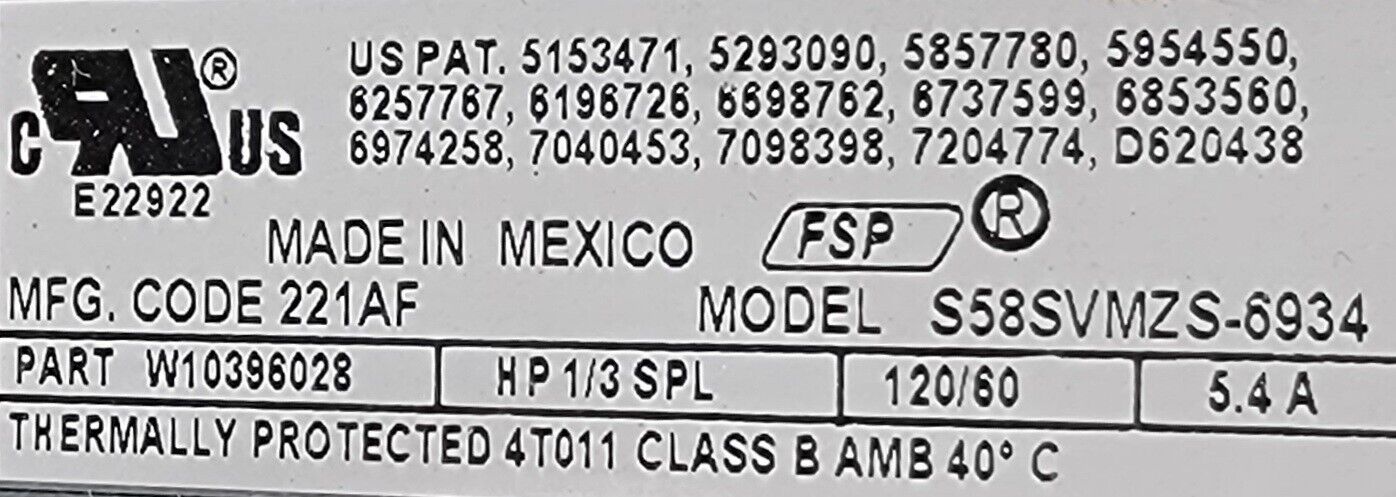 C RU ® US
US PAT. 5153471, 5293090, 5857780, 5954550,
6257767, 6196726, 6698762, 6737599, 6853560,
6974258, 7040453, 7098398, 7204774, D620438
E22922
MADE IN MEXICO FSP ®
MFG. CODE 221AF MODEL S58SVMZS-6934
PART W10396028 HP 1/3 SPL 120/60 5.4 A
THERMALLY PROTECTED 4T011 CLASS B AMB 40° C